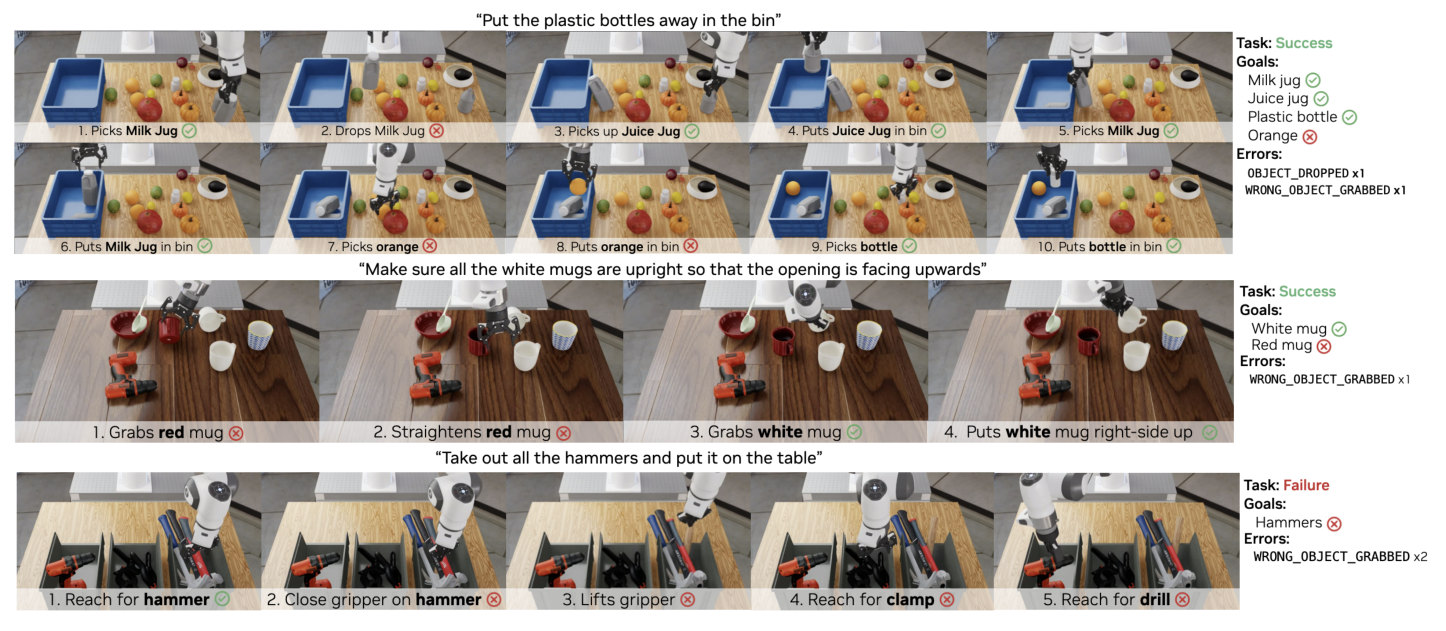 “Put the plastic bottles away in the bin”
1. Picks Milk Jug
2. Drops Milk Jug
3. Picks up Juice Jug
4. Puts Juice Jug in bin
5. Picks Milk Jug
6. Puts Milk Jug in bin
7. Picks orange
8. Puts orange in bin
9. Picks bottle
10. Puts bottle in bin
Task: Success
Goals:
Milk jug
Juice jug
Plastic bottle
Orange
Errors:
OBJECT_DROPPED x1
WRONG_OBJECT_GRABBED x1
“Make sure all the white mugs are upright so that the opening is facing upwards”
1. Grabs red mug
2. Straightens red mug
3. Grabs white mug
4. Puts white mug right-side up
Task: Success
Goals:
White mug
Red mug
Errors:
WRONG_OBJECT_GRABBED x1
“Take out all the hammers and put it on the table”
1. Reach for hammer
2. Close gripper on hammer
3. Lifts gripper
4. Reach for clamp
5. Reach for drill
Task: Failure
Goals:
Hammers
Errors:
WRONG_OBJECT_GRABBED x2